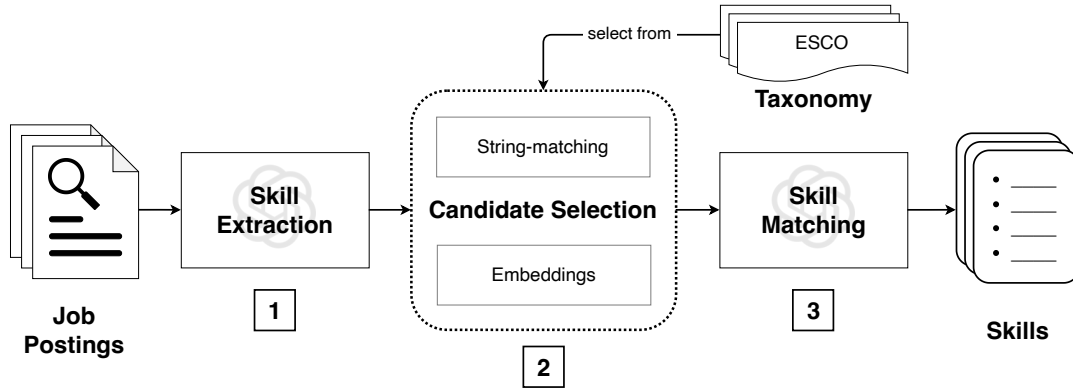 select from
ESCO
Taxonomy
String-matching
Skill
Extraction
Candidate Selection
Skill
Matching
Embeddings
Job
Postings
1
3
Skills
2